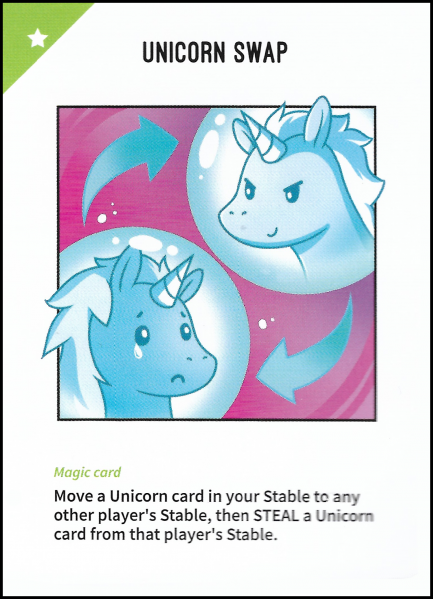 UNICORN SWAP
Magic card
Move a Unicorn card in your Stable to any
other player's Stable, then STEAL a Unicorn
card from that player's Stable.